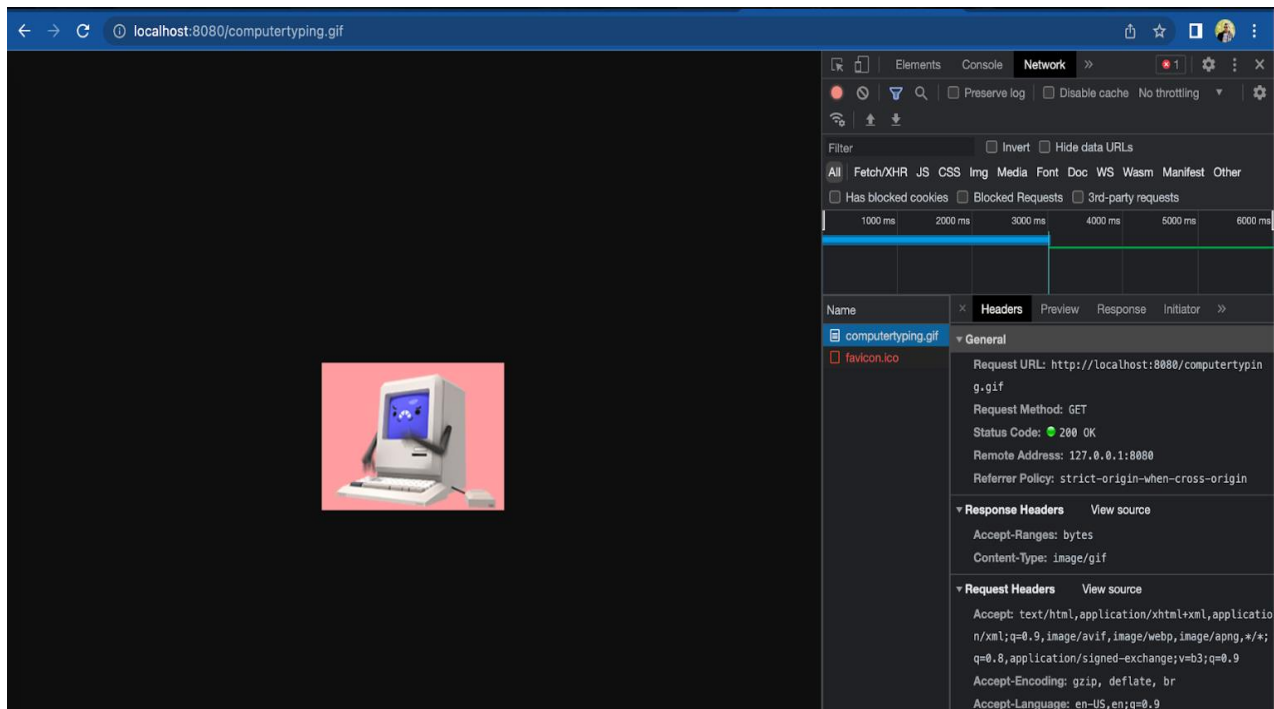 localhost:8080/computertyping.gif
Elements Console Network » 1
Preserve log Disable cache No throttling
Filter Invert Hide data URLs
All Fetch/XHR JS CSS Img Media Font Doc WS Wasm Manifest Other
Has blocked cookies Blocked Requests 3rd-party requests
1000 ms 2000 ms 3000 ms 4000 ms 5000 ms 6000 ms
Name × Headers Preview Response Initiator »
computertyping.gif
favicon.ico
General
Request URL: http://localhost:8080/computertypin
g.gif
Request Method: GET
Status Code: 200 OK
Remote Address: 127.0.0.1:8080
Referrer Policy: strict-origin-when-cross-origin
Response Headers View source
Accept-Ranges: bytes
Content-Type: image/gif
Request Headers View source
Accept: text/html,application/xhtml+xml,applicatio
n/xml;q=0.9,image/avif,image/webp,image/apng,*/*;
q=0.8,application/signed-exchange;v=b3;q=0.9
Accept-Encoding: gzip, deflate, br
Accept-Language: en-US,en;q=0.9